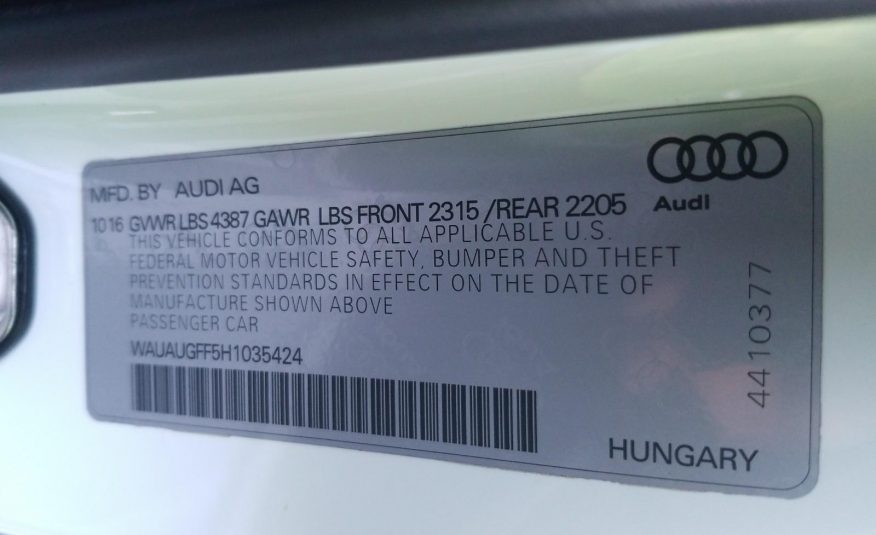 MFD. BY AUDI AG
Audi
10 16 GVWR LBS 4387 GAWR LBS FRONT 2315 /REAR 2205
THIS VEHICLE CONFORMS TO ALL APPLICABLE U.S.
FEDERAL MOTOR VEHICLE SAFETY, BUMPER AND THEFT
PREVENTION STANDARDS IN EFFECT ON THE DATE OF
MANUFACTURE SHOWN ABOVE
PASSENGER CAR
WAUAUGFF5H1035424
4410377
HUNGARY